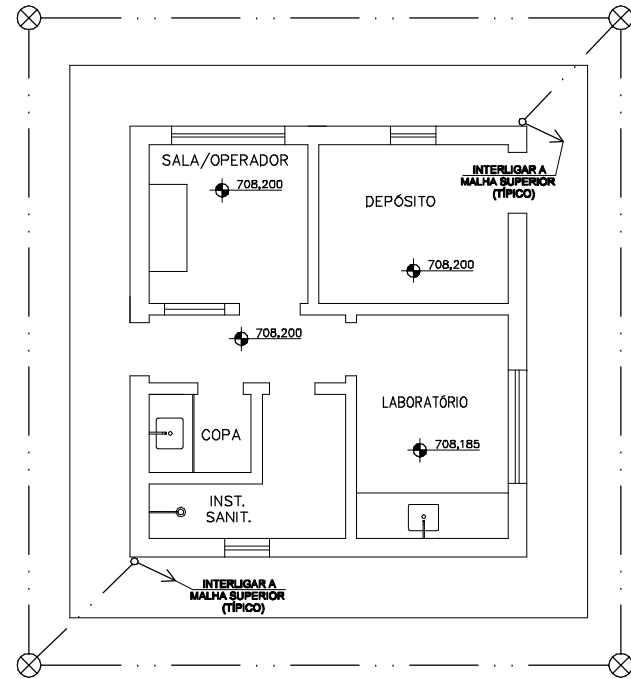 SALA/OPERADOR
708,200
INTERLIGAR A
MALHA SUPERIOR
(TÍPICO)
DEPÓSITO
708,200
708,200
LABORATÓRIO
COPA
708,185
INST.
SANIT.
INTERLIGAR A
MALHA SUPERIOR
(TÍPICO)